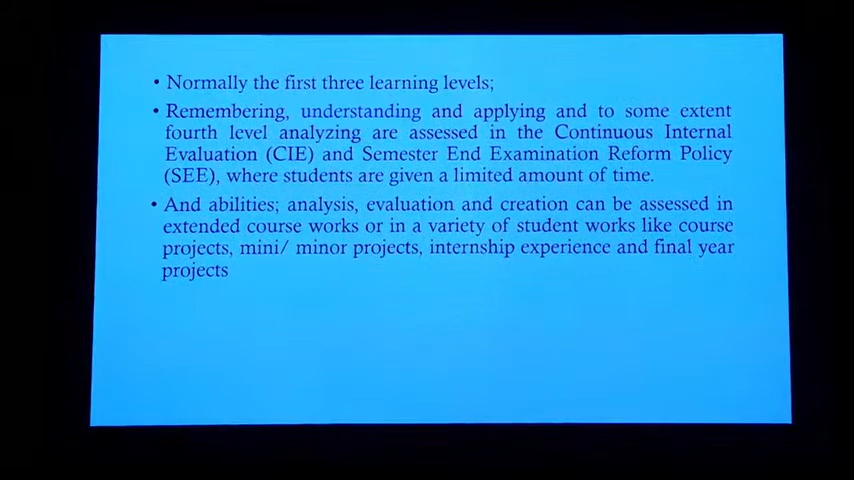 • Normally the first three learning levels;
• Remembering, understanding and applying and to some extent
fourth level analyzing are assessed in the Continuous Internal
Evaluation (CIE) and Semester End Examination Reform Policy
(SEE), where students are given a limited amount of time.
• And abilities; analysis, evaluation and creation can be assessed in
extended course works or in a variety of student works like course
projects, mini/ minor projects, internship experience and final year
projects